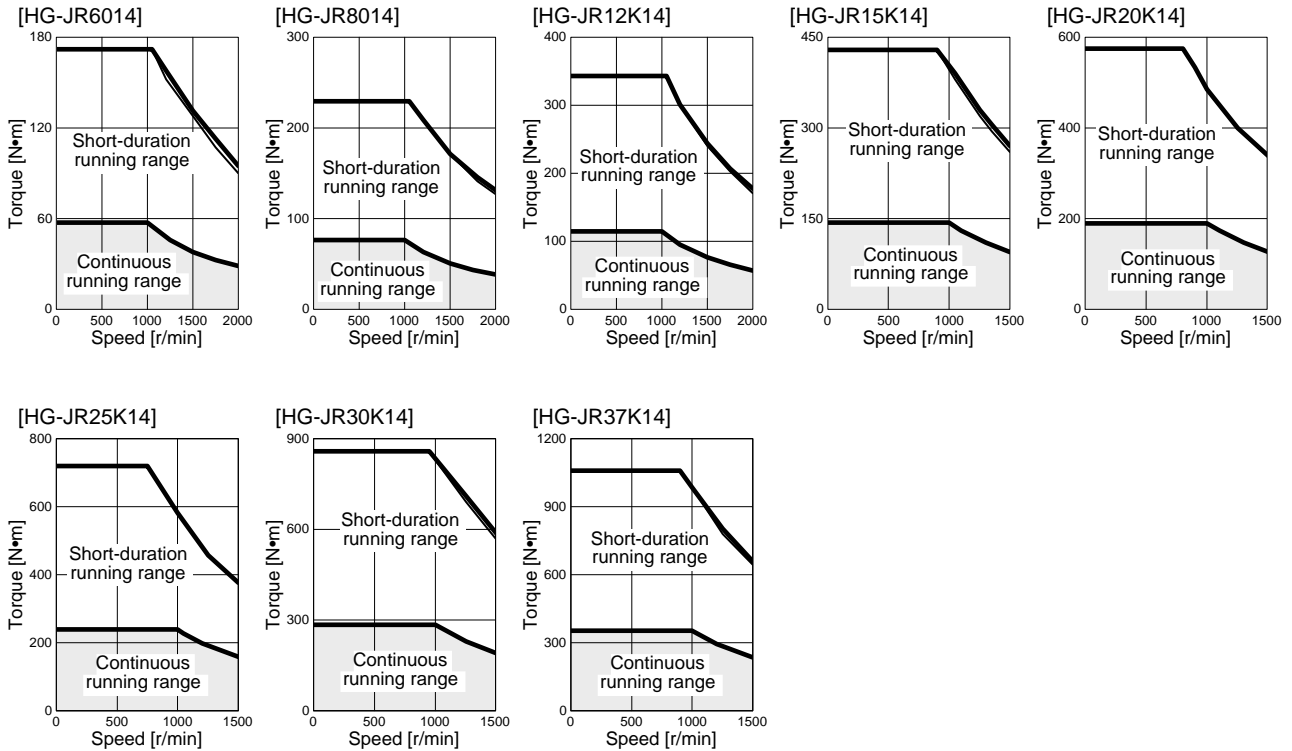 [HG-JR6014]
180
120
60
0
Torque [N•m]
Short-duration
running range
Continuous
running range
0 500 1000 1500 2000
Speed [r/min]
[HG-JR8014]
300
200
100
0
Torque [N•m]
Short-duration
running range
Continuous
running range
0 500 1000 1500 2000
Speed [r/min]
[HG-JR12K14]
400
300
200
100
0
Torque [N•m]
Short-duration
running range
Continuous
running range
0 500 1000 1500 2000
Speed [r/min]
[HG-JR15K14]
450
300
150
0
Torque [N•m]
Short-duration
running range
Continuous
running range
0 500 1000 1500
Speed [r/min]
[HG-JR20K14]
600
400
200
0
Torque [N•m]
Short-duration
running range
Continuous
running range
0 500 1000 1500
Speed [r/min]
[HG-JR25K14]
800
600
400
200
0
Torque [N•m]
Short-duration
running range
Continuous
running range
0 500 1000 1500
Speed [r/min]
[HG-JR30K14]
900
600
300
0
Torque [N•m]
Short-duration
running range
Continuous
running range
0 500 1000 1500
Speed [r/min]
[HG-JR37K14]
1200
900
600
300
0
Torque [N•m]
Short-duration
running range
Continuous
running range
0 500 1000 1500
Speed [r/min]